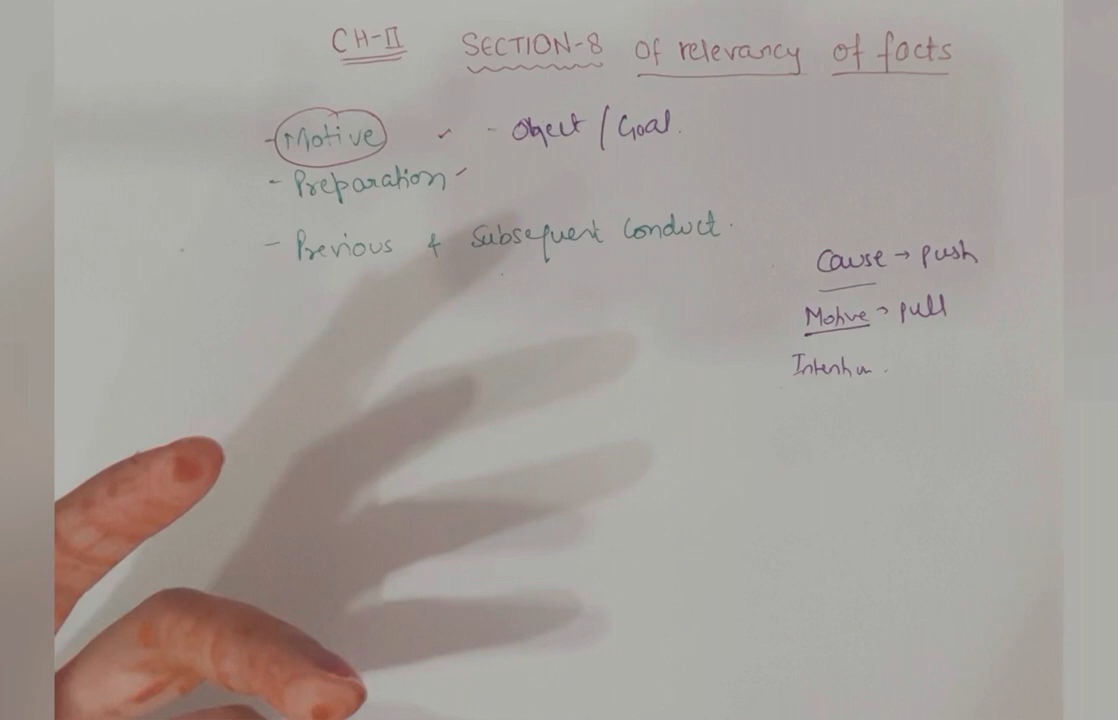 CH-II SECTION-8 Of relevancy of facts
- Motive ✓ - Object / Goal.
- Preparation -
- Previous & Subsequent Conduct.
Cause → push
Motive → pull
Intention.